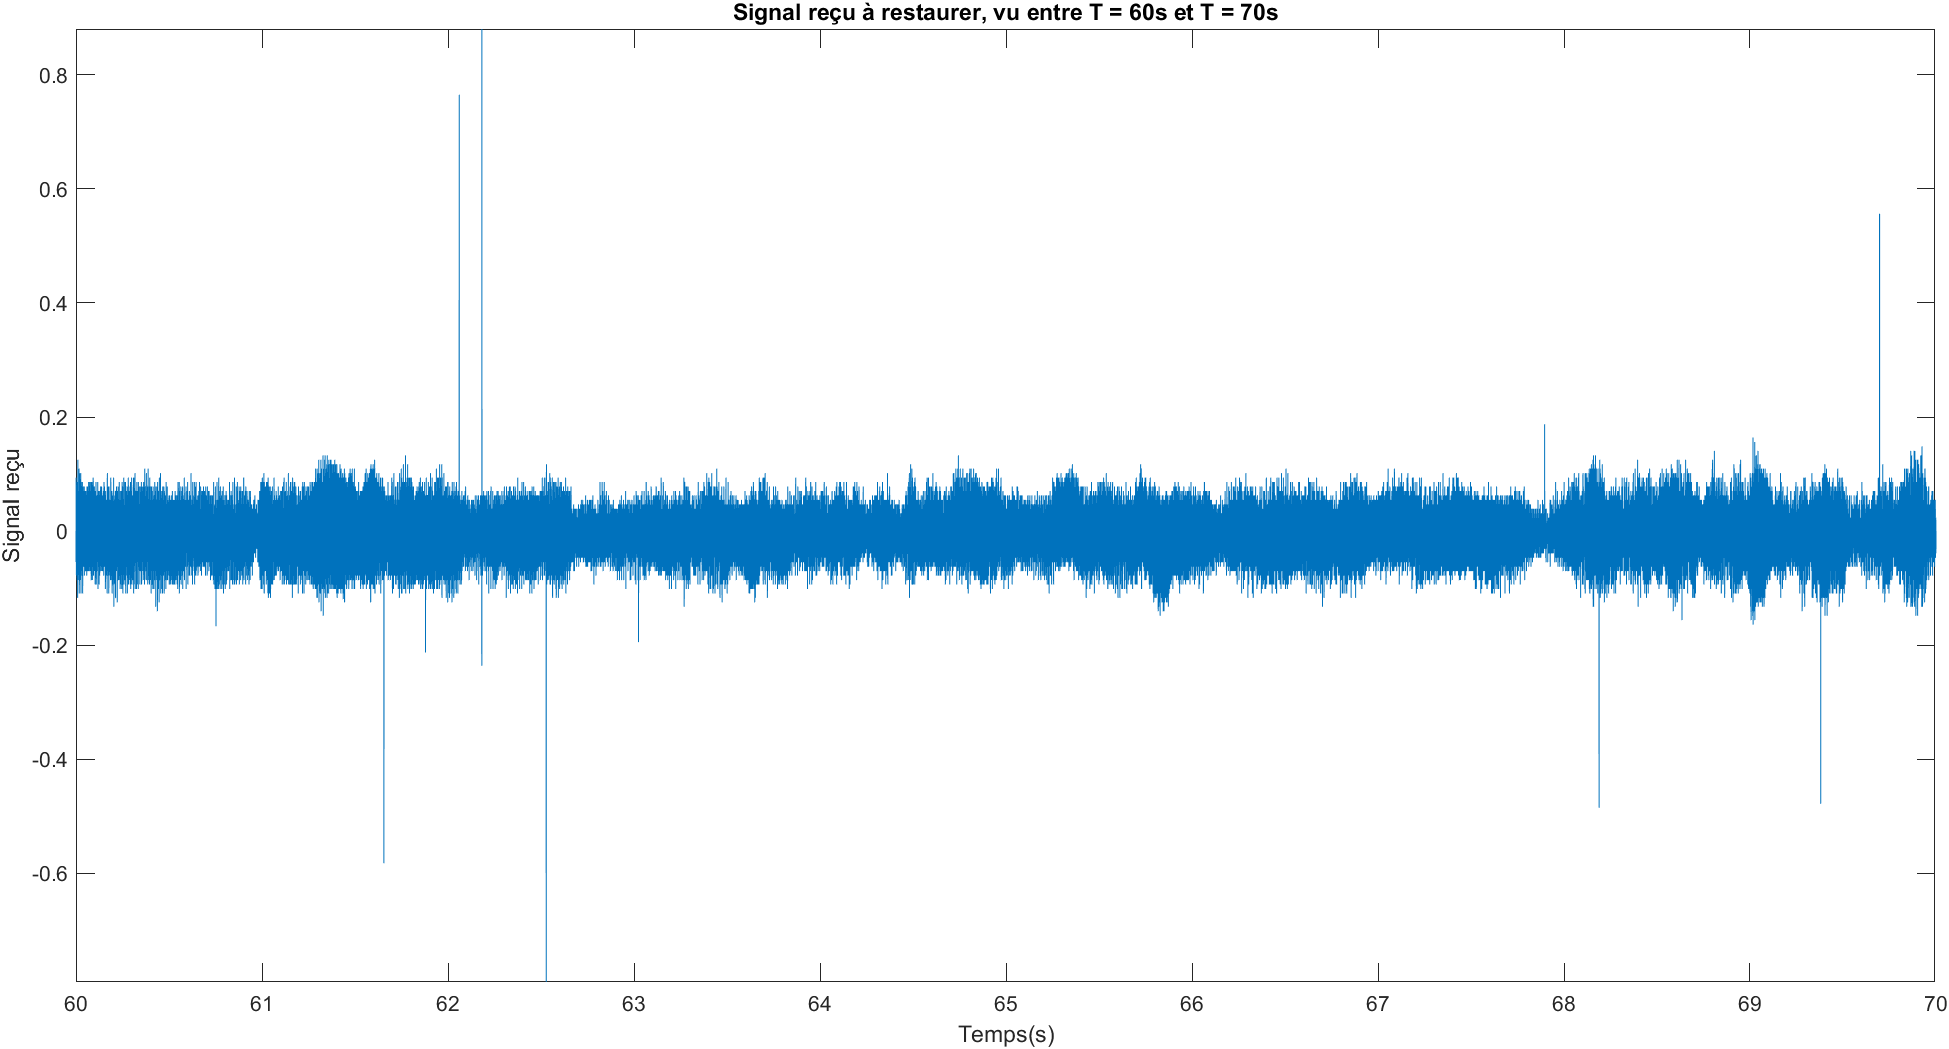 Signal reçu à restaurer, vu entre T = 60s et T = 70s
0.8
0.6
0.4
0.2
0
-0.2
-0.4
-0.6
Signal reçu
60 61 62 63 64 65 66 67 68 69 70
Temps(s)